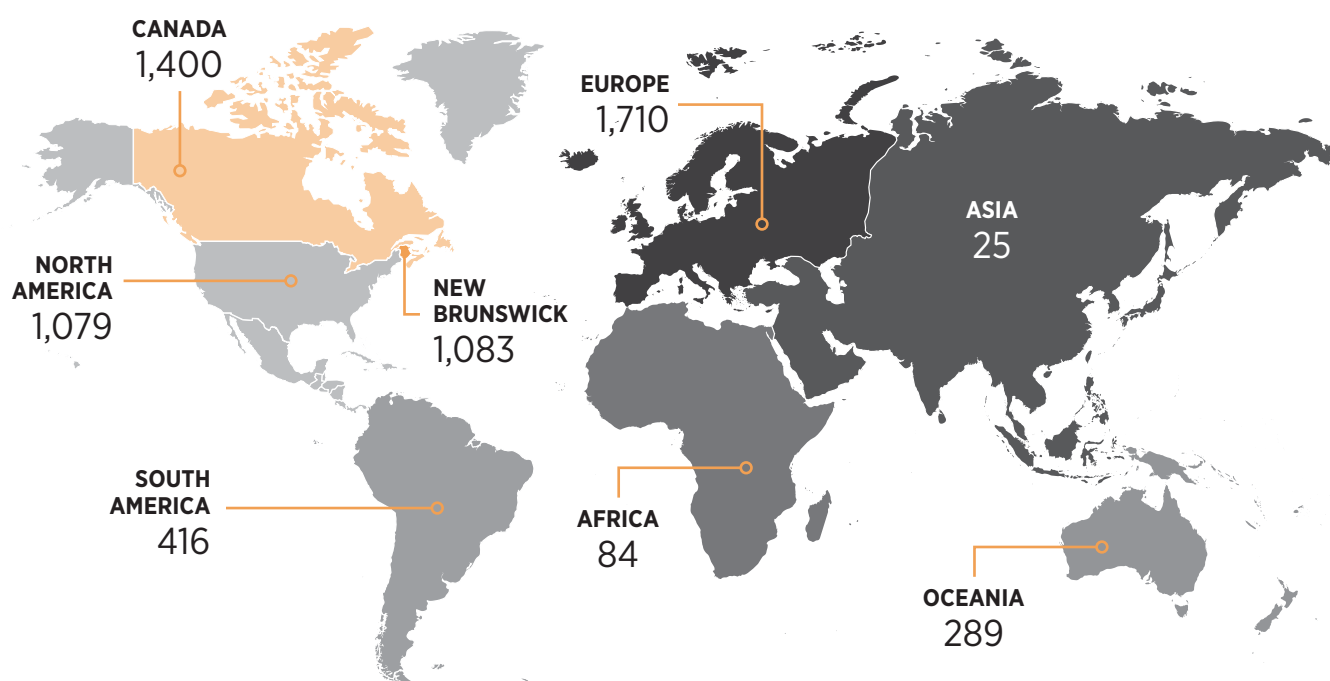 CANADA
1,400
EUROPE
1,710
ASIA
25
NORTH
AMERICA
1,079
NEW
BRUNSWICK
1,083
SOUTH
AMERICA
416
AFRICA
84
OCEANIA
289